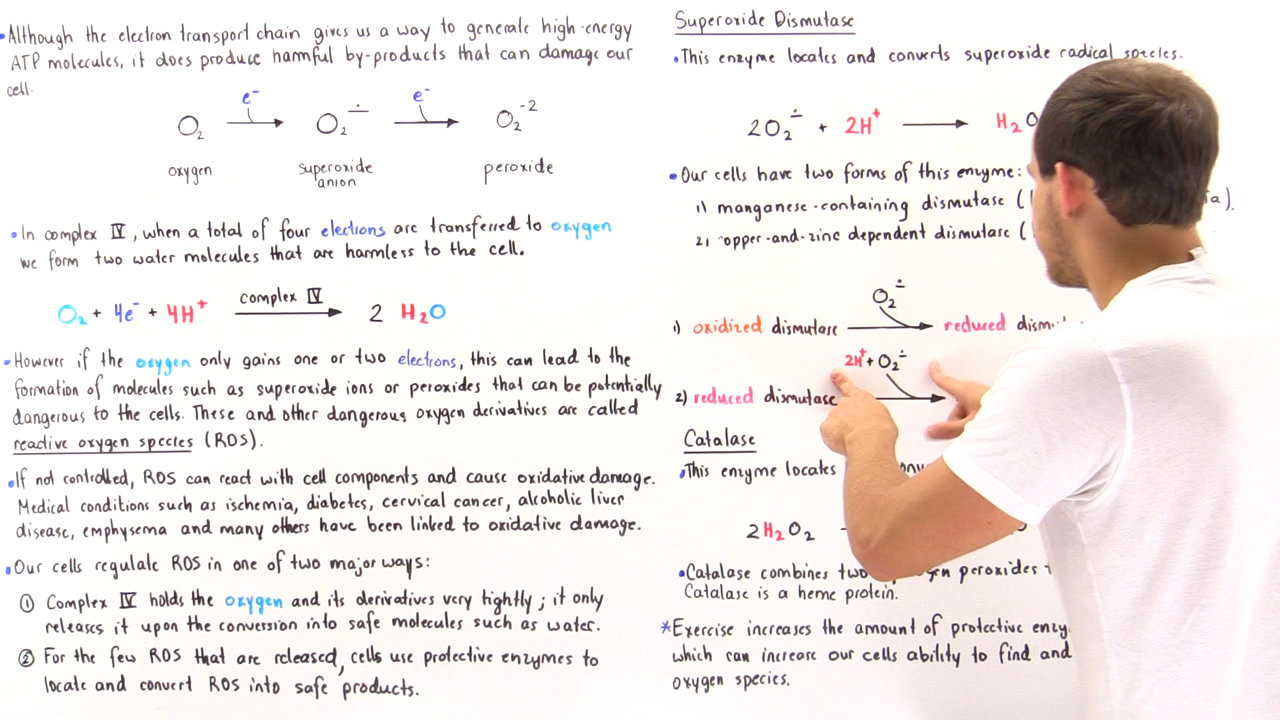 •Although the electron transport chain gives us a way to generate high-energy
ATP molecules, it does produce harmful by-products that can damage our
cell.
e⁻ e⁻
O₂ → O₂∸ → O₂⁻²
oxygen superoxide anion peroxide
•In complex IV, when a total of four electrons are transferred to oxygen
we form two water molecules that are harmless to the cell.
complex IV
O₂ + 4e⁻ + 4H⁺ → 2 H₂O
•However if the oxygen only gains one or two electrons, this can lead to the
formation of molecules such as superoxide ions or peroxides that can be potentially
dangerous to the cells. These and other dangerous oxygen derivatives are called
reactive oxygen species (ROS).
•If not controlled, ROS can react with cell components and cause oxidative damage.
Medical conditions such as ischemia, diabetes, cervical cancer, alcoholic liver
disease, emphysema and many others have been linked to oxidative damage.
•Our cells regulate ROS in one of two major ways:
① Complex IV holds the oxygen and its derivatives very tightly; it only
releases it upon the conversion into safe molecules such as water.
② For the few ROS that are released, cells use protective enzymes to
locate and convert ROS into safe products.
Superoxide Dismutase
•This enzyme locates and converts superoxide radical species.
2O₂∸ + 2H⁺ → H₂O
•Our cells have two forms of this enzyme:
1) manganese-containing dismutase (
2) opper-and-zinc dependent dismutase (
O₂∸
1) oxidized dismutase → reduced dism
2H⁺ + O₂∸
2) reduced dismutase →
Catalase
•This enzyme locates
2H₂O₂
•Catalase combines two peroxides
Catalase is a heme protein.
*Exercise increases the amount of protective enzy
which can increase our cells ability to find and
oxygen species.